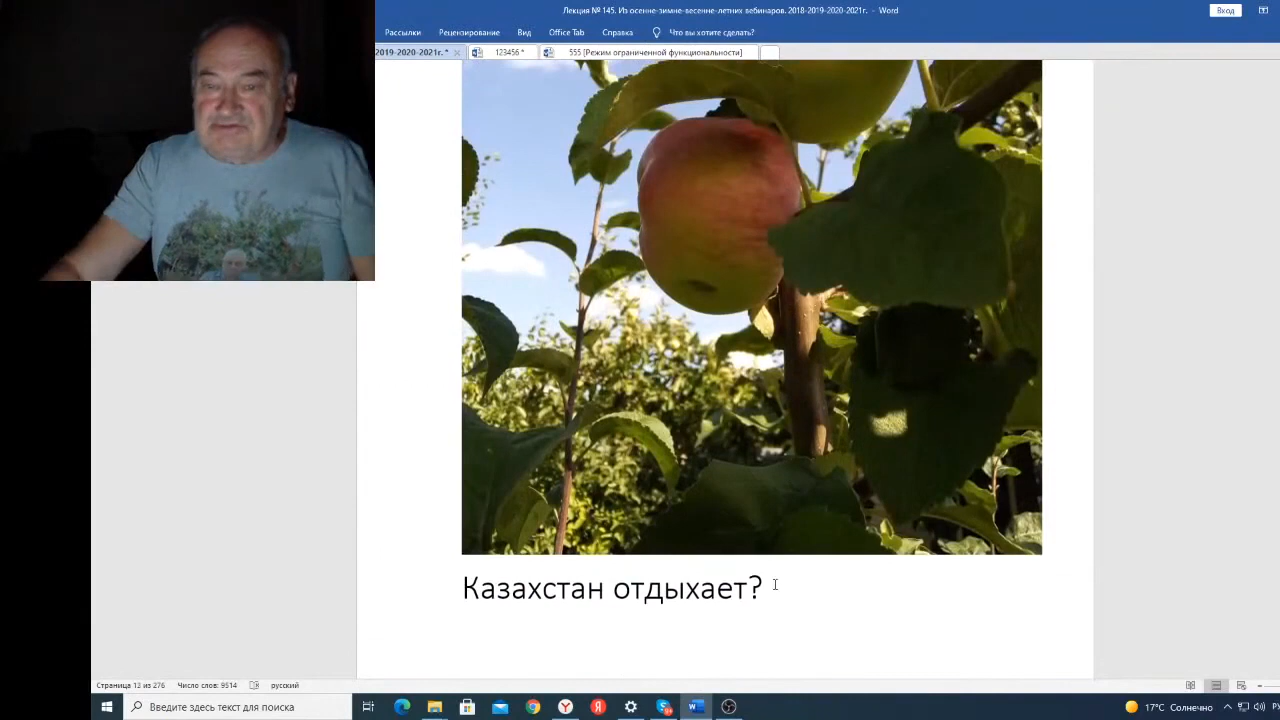 Лекция № 145. Из осенне-зимне-весенне-летних вебинаров. 2018-2019-2020-2021г. - Word
Вход
Рассылки Рецензирование Вид Office Tab Справка Что вы хотите сделать?
2019-2020-2021г. * 123456 * 555 [Режим ограниченной функциональности]
Казахстан отдыхает?
Страница 13 из 276 Число слов: 9514 русский
Введите здесь текст для поиска
17°C Солнечно